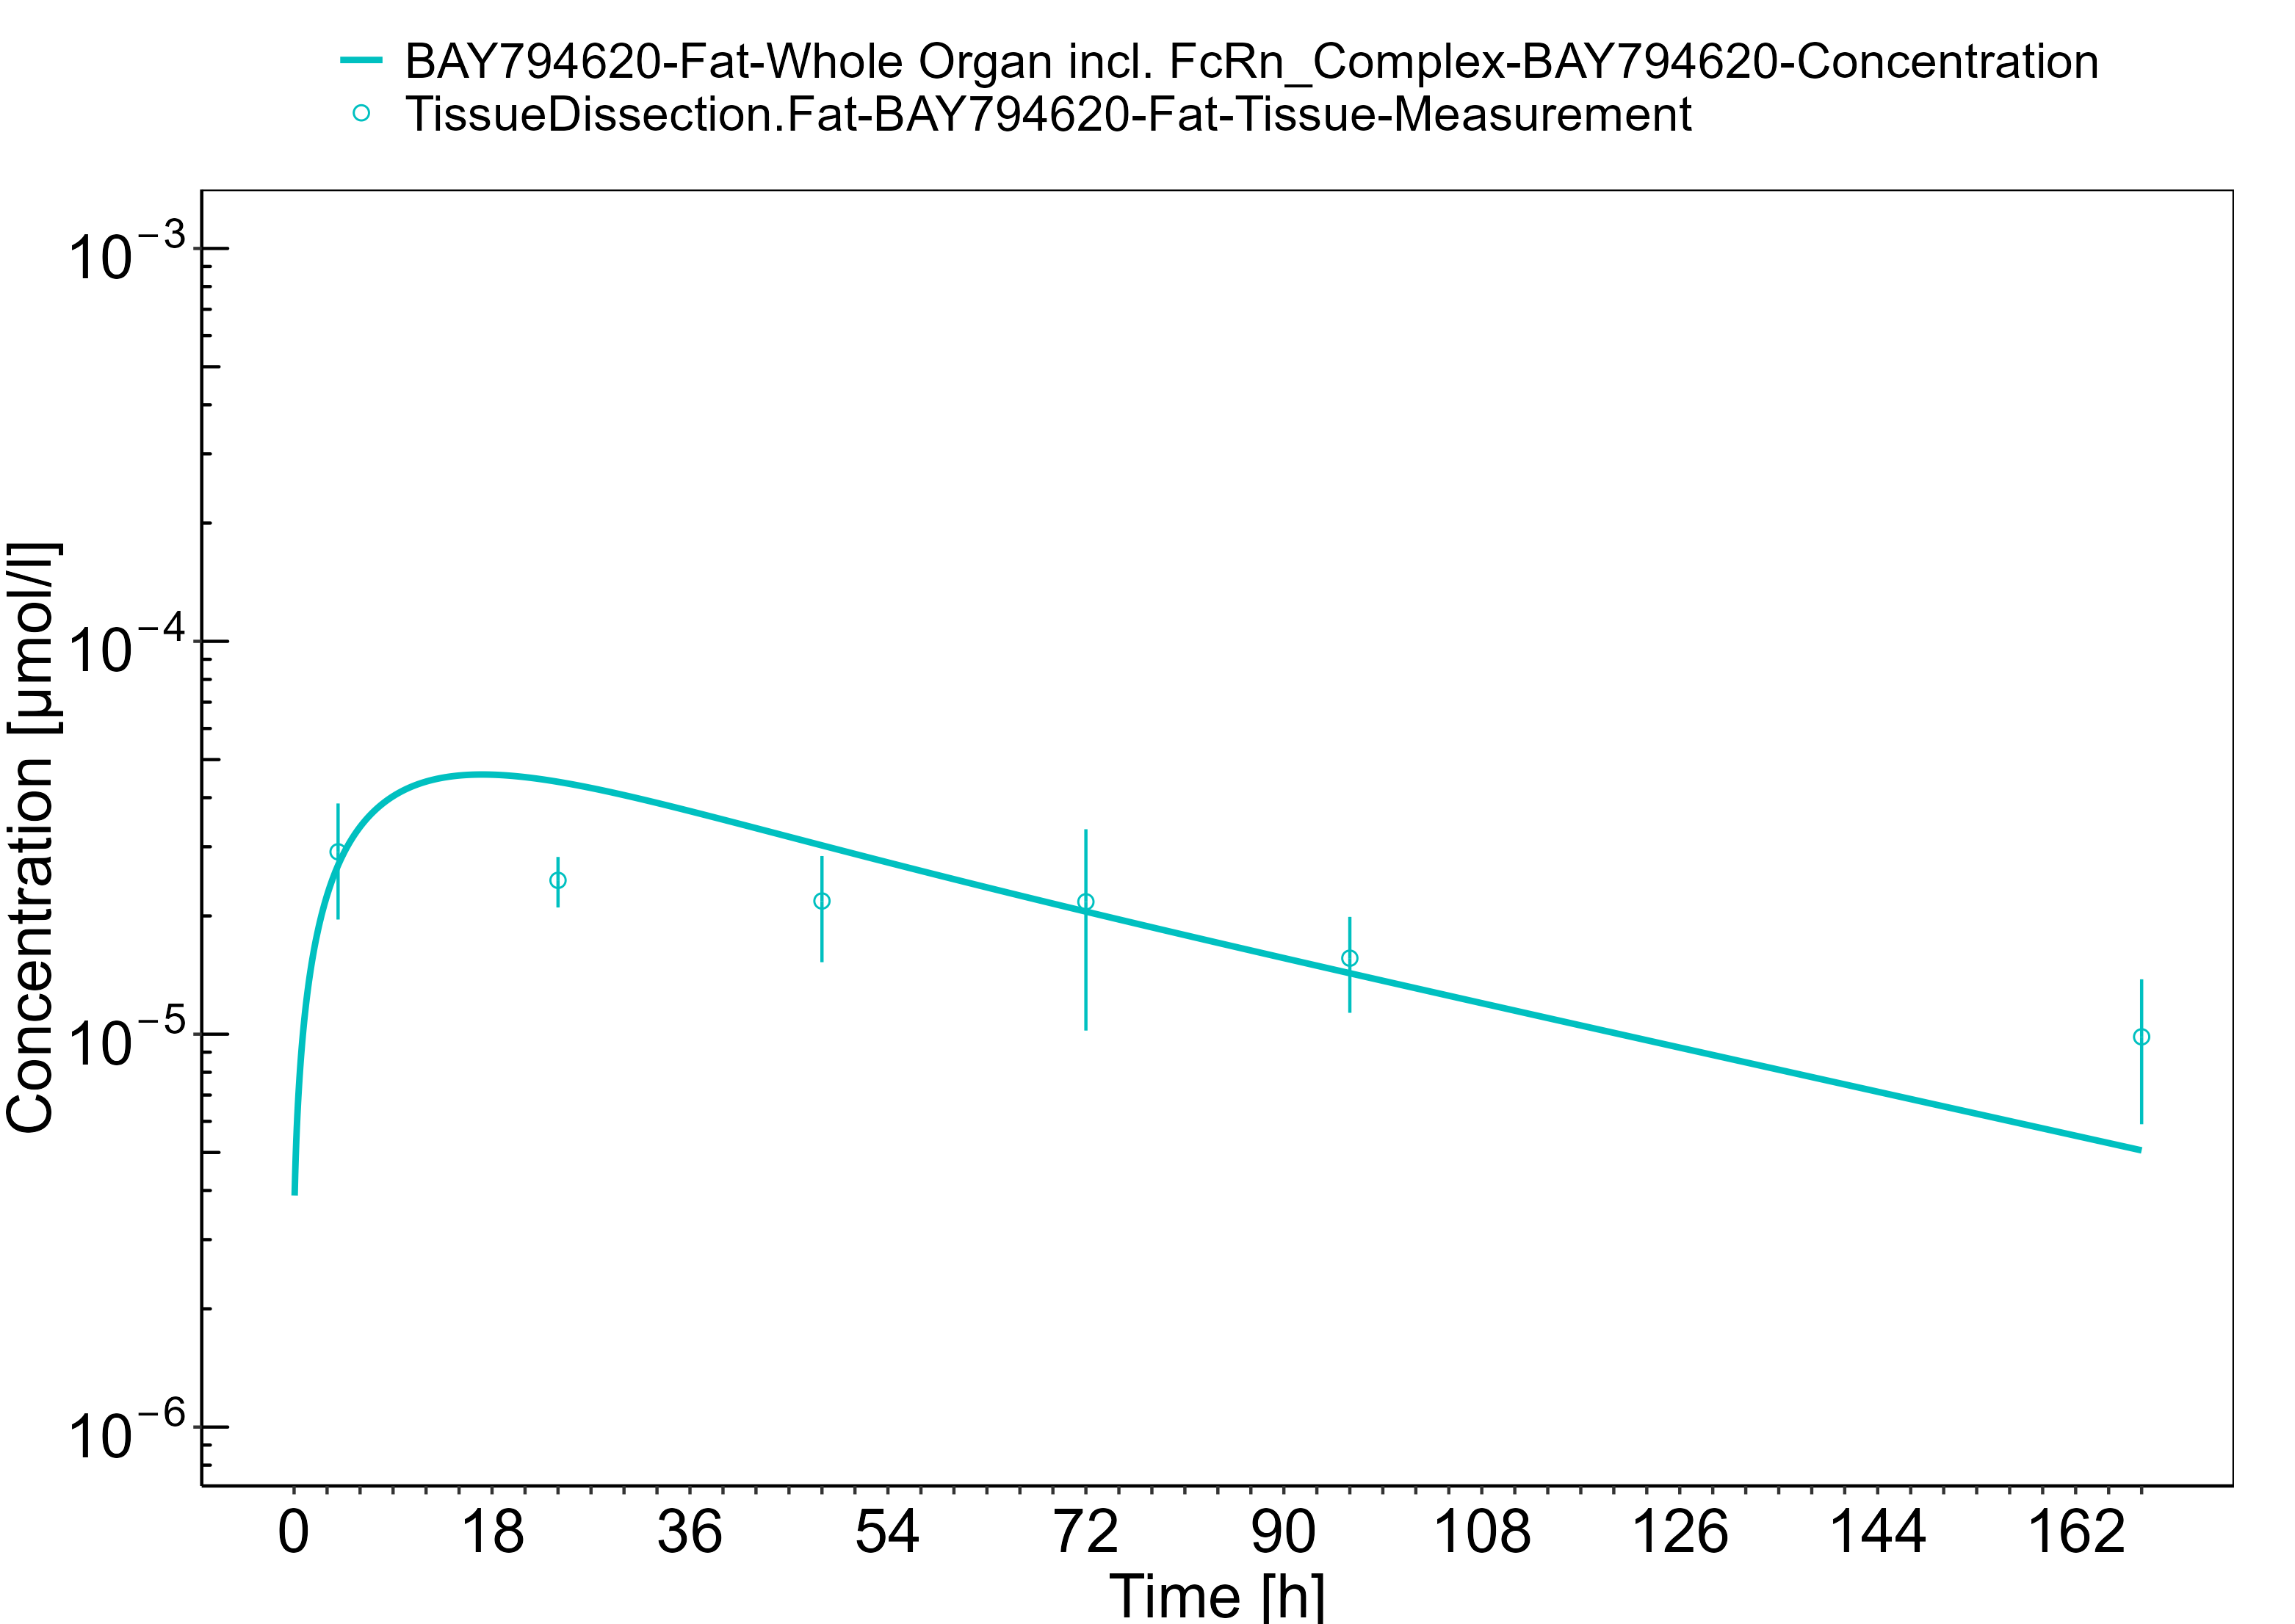 BAY794620-Fat-Whole Organ incl. FcRn_Complex-BAY794620-Concentration
TissueDissection.Fat-BAY794620-Fat-Tissue-Measurement
Concentration [µmol/l]
10⁻³
10⁻⁴
10⁻⁵
10⁻⁶
0 18 36 54 72 90 108 126 144 162
Time [h]